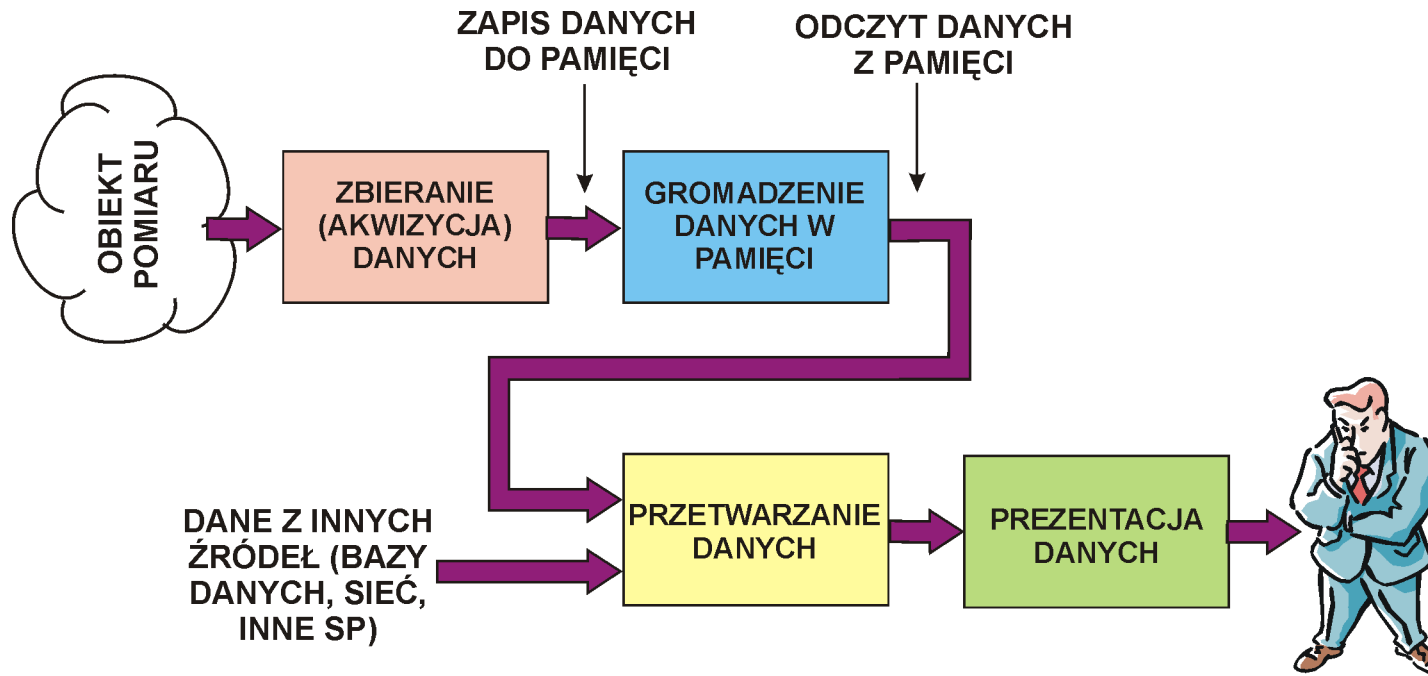 ZAPIS DANYCH
DO PAMIĘCI
ODCZYT DANYCH
Z PAMIĘCI
OBIEKT
POMIARU
ZBIERANIE
(AKWIZYCJA)
DANYCH
GROMADZENIE
DANYCH W
PAMIĘCI
DANE Z INNYCH
ŹRÓDEŁ (BAZY
DANYCH, SIEĆ,
INNE SP)
PRZETWARZANIE
DANYCH
PREZENTACJA
DANYCH